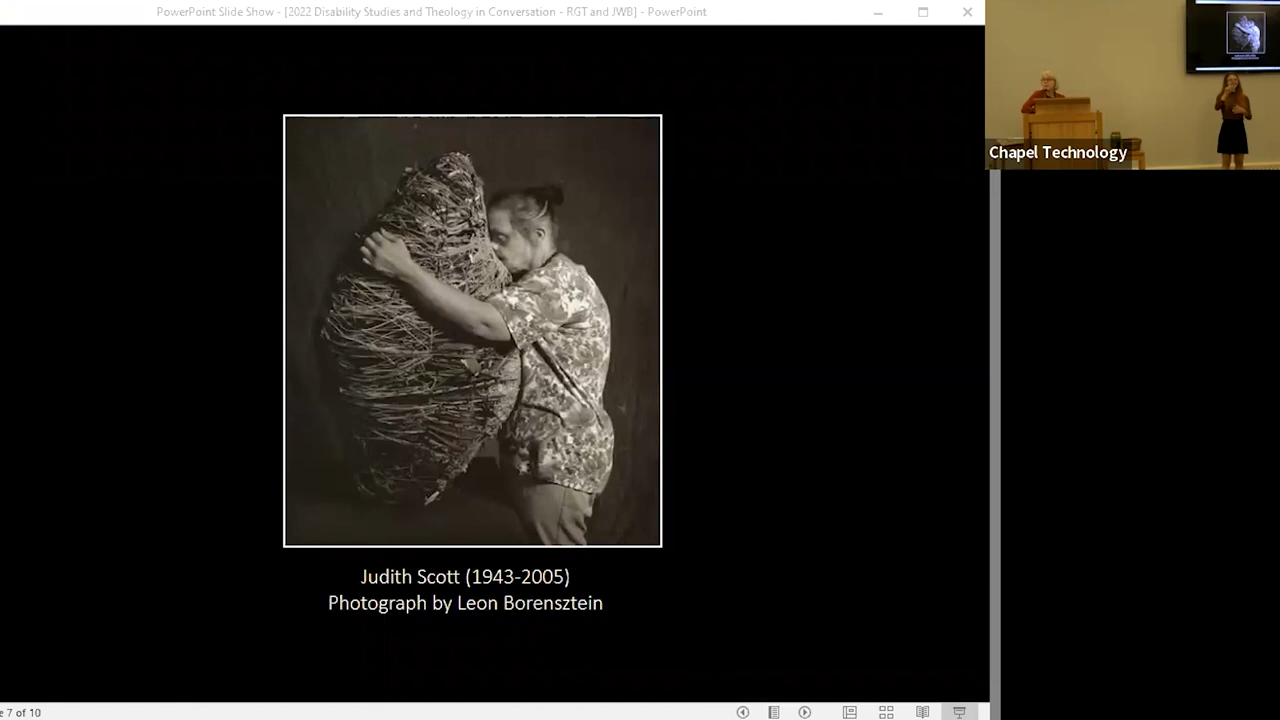 PowerPoint Slide Show - [2022 Disability Studies and Theology in Conversation - RGT and JWB] - PowerPoint
Chapel Technology
Judith Scott (1943-2005)
Photograph by Leon Borensztein
7 of 10